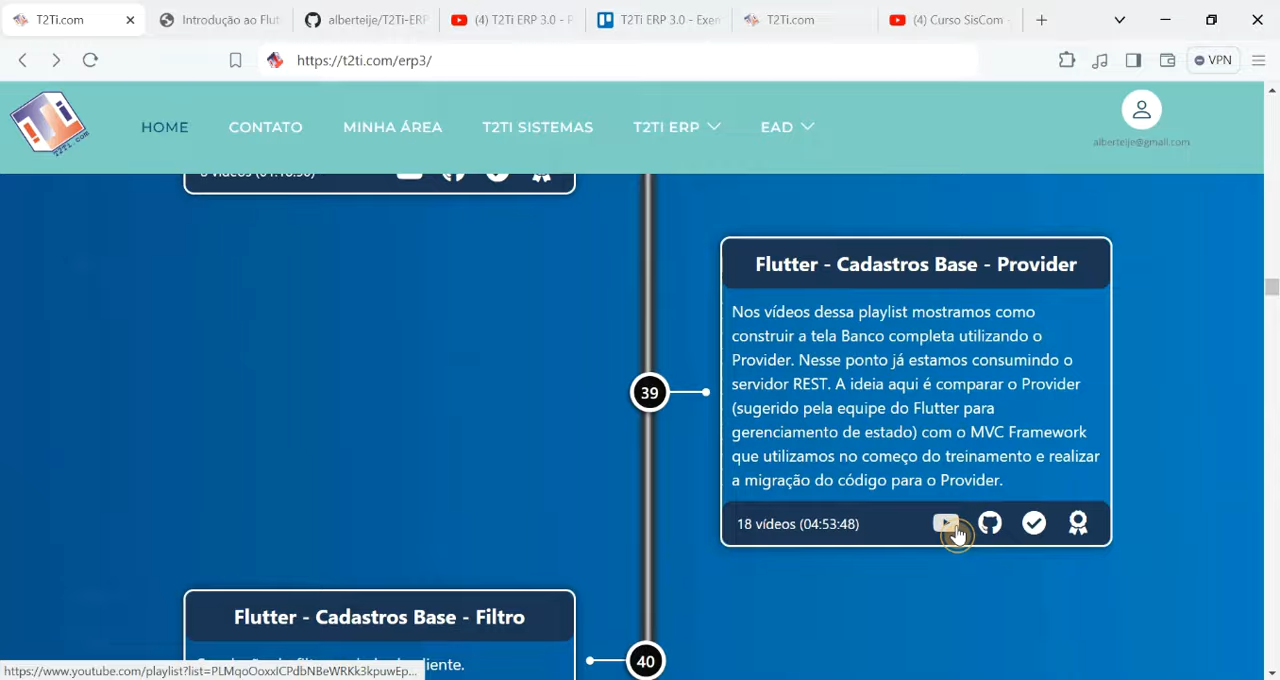 T2Ti.com
Introdução ao Flut
alberteije/T2Ti-ERP
(4) T2Ti ERP 3.0 - P
T2Ti ERP 3.0 - Exem
T2Ti.com
(4) Curso SisCom -
https://t2ti.com/erp3/
VPN
HOME
CONTATO
MINHA ÁREA
T2TI SISTEMAS
T2TI ERP
EAD
alberteije@gmail.com
T2Ti.com
Flutter - Cadastros Base - Provider
Nos vídeos dessa playlist mostramos como
construir a tela Banco completa utilizando o
Provider. Nesse ponto já estamos consumindo o
servidor REST. A ideia aqui é comparar o Provider
(sugerido pela equipe do Flutter para
gerenciamento de estado) com o MVC Framework
que utilizamos no começo do treinamento e realizar
a migração do código para o Provider.
39
18 vídeos (04:53:48)
Flutter - Cadastros Base - Filtro
40
https://www.youtube.com/playlist?list=PLMqoOoxxICPdbNBeWRKk3kpuwEp...